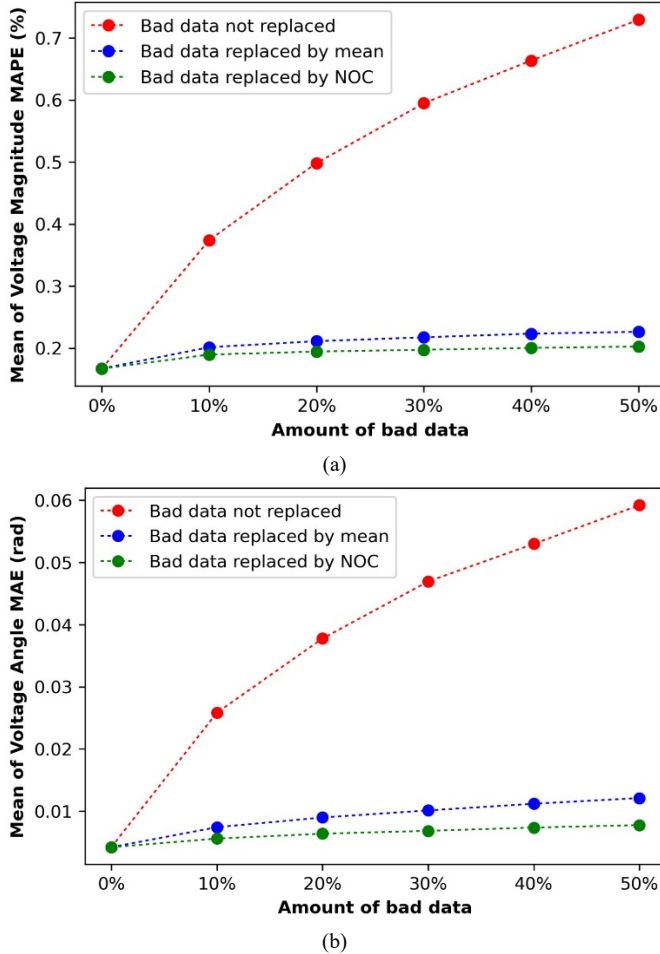 Mean of Voltage Magnitude MAPE (%)
0.7
0.6
0.5
0.4
0.3
0.2
Bad data not replaced
Bad data replaced by mean
Bad data replaced by NOC
0% 10% 20% 30% 40% 50%
Amount of bad data
(a)
Mean of Voltage Angle MAE (rad)
0.06
0.05
0.04
0.03
0.02
0.01
Bad data not replaced
Bad data replaced by mean
Bad data replaced by NOC
0% 10% 20% 30% 40% 50%
Amount of bad data
(b)